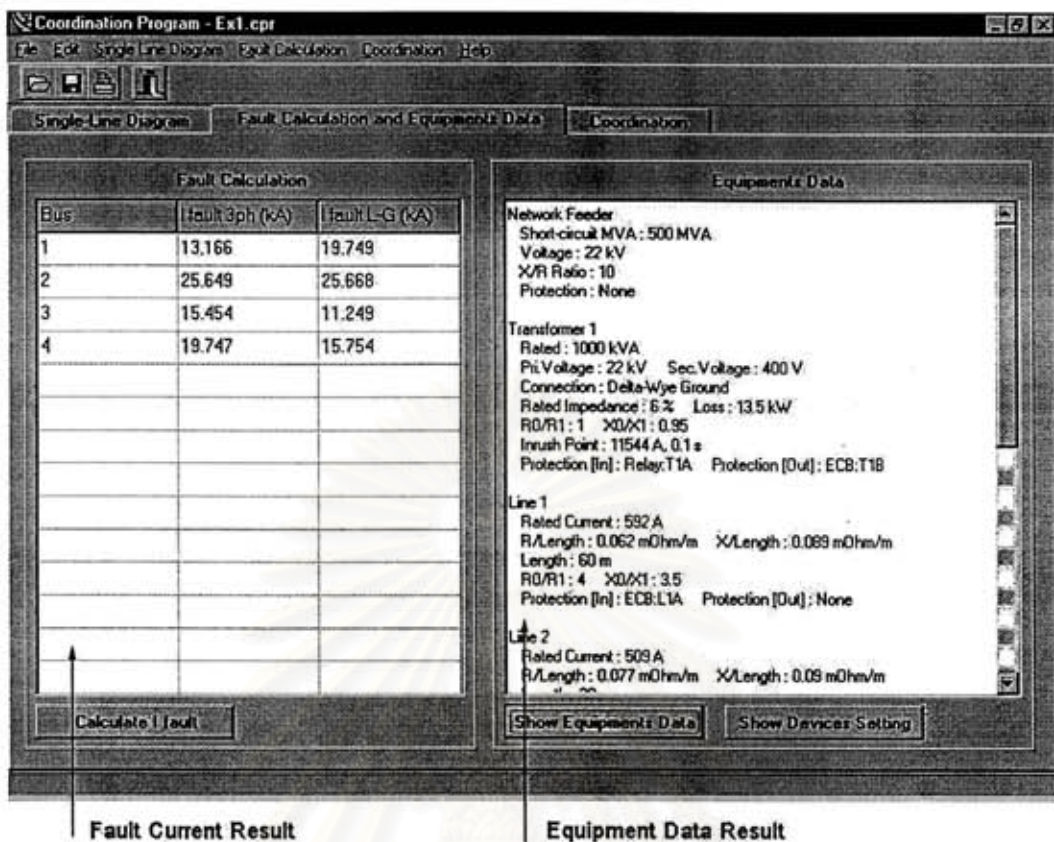 Coordination Program - Ex1.cpr
File Edit Single Line Diagram Fault Calculation Coordination Help
Single-Line Diagram Fault Calculation and Equipments Data Coordination
Fault Calculation
Bus I fault 3ph (kA) I fault L-G (kA)
1 13.166 19.749
2 25.649 25.668
3 15.454 11.249
4 19.747 15.754
Calculate I fault
Equipments Data
Network Feeder
Short-circuit MVA : 500 MVA
Voltage : 22 kV
X/R Ratio : 10
Protection : None
Transformer 1
Rated : 1000 kVA
Pri.Voltage : 22 kV Sec.Voltage : 400 V
Connection : Delta-Wye Ground
Rated Impedance : 6 % Loss : 13.5 kW
R0/R1 : 1 X0/X1 : 0.95
Inrush Point : 11544 A, 0.1 s
Protection [In] : Relay:T1A Protection [Out] : ECB:T1B
Line 1
Rated Current : 592 A
R/Length : 0.062 mOhm/m X/Length : 0.089 mOhm/m
Length : 60 m
R0/R1 : 4 X0/X1 : 3.5
Protection [In] : ECB:L1A Protection [Out] : None
Line 2
Rated Current : 509 A
R/Length : 0.077 mOhm/m X/Length : 0.09 mOhm/m
Show Equipments Data Show Devices Setting
Fault Current Result Equipment Data Result